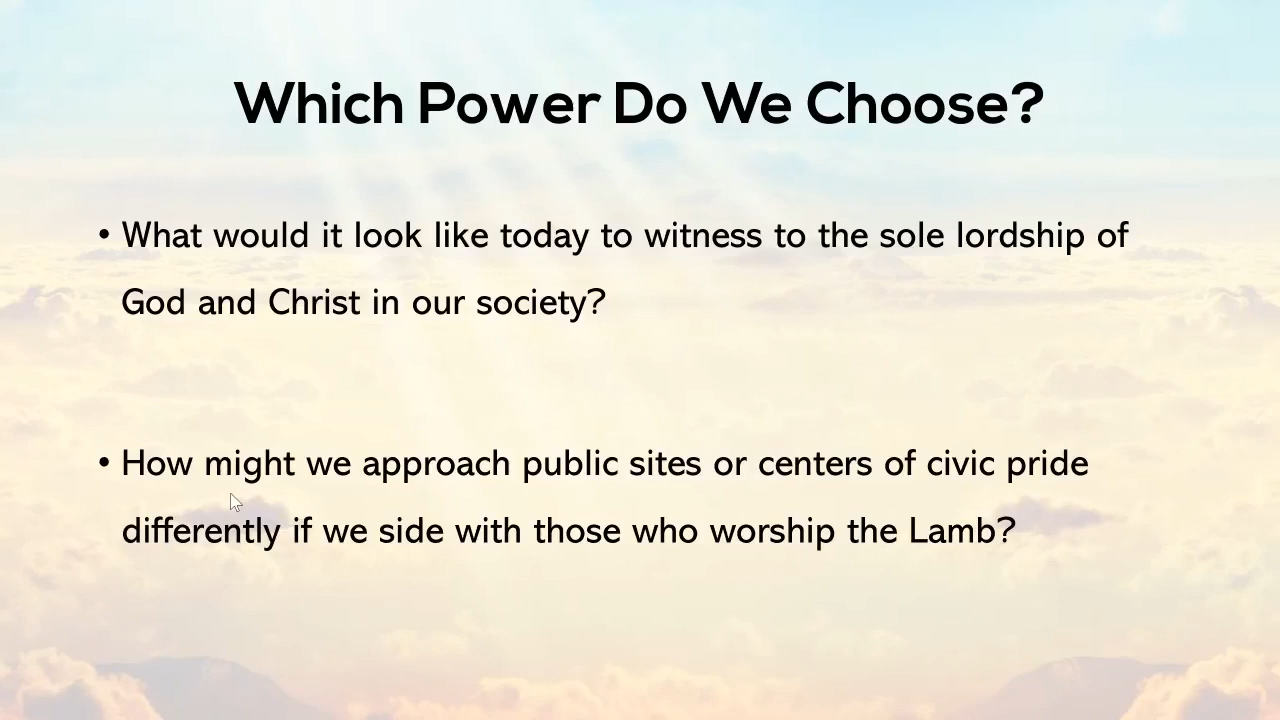 Which Power Do We Choose?
• What would it look like today to witness to the sole lordship of
God and Christ in our society?
• How might we approach public sites or centers of civic pride
differently if we side with those who worship the Lamb?